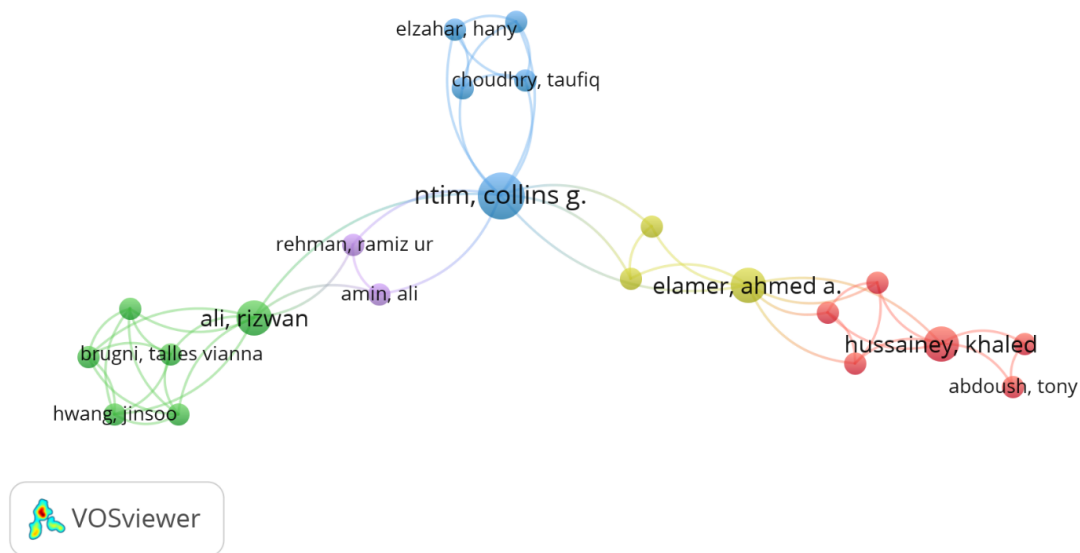 elzahar, hany
choudhry, taufiq
ntim, collins g.
rehman, ramiz ur
amin, ali
elamer, ahmed a.
ali, rizwan
hussainey, khaled
brugni, talles vianna
abdoush, tony
hwang, jinsoo
VOSviewer